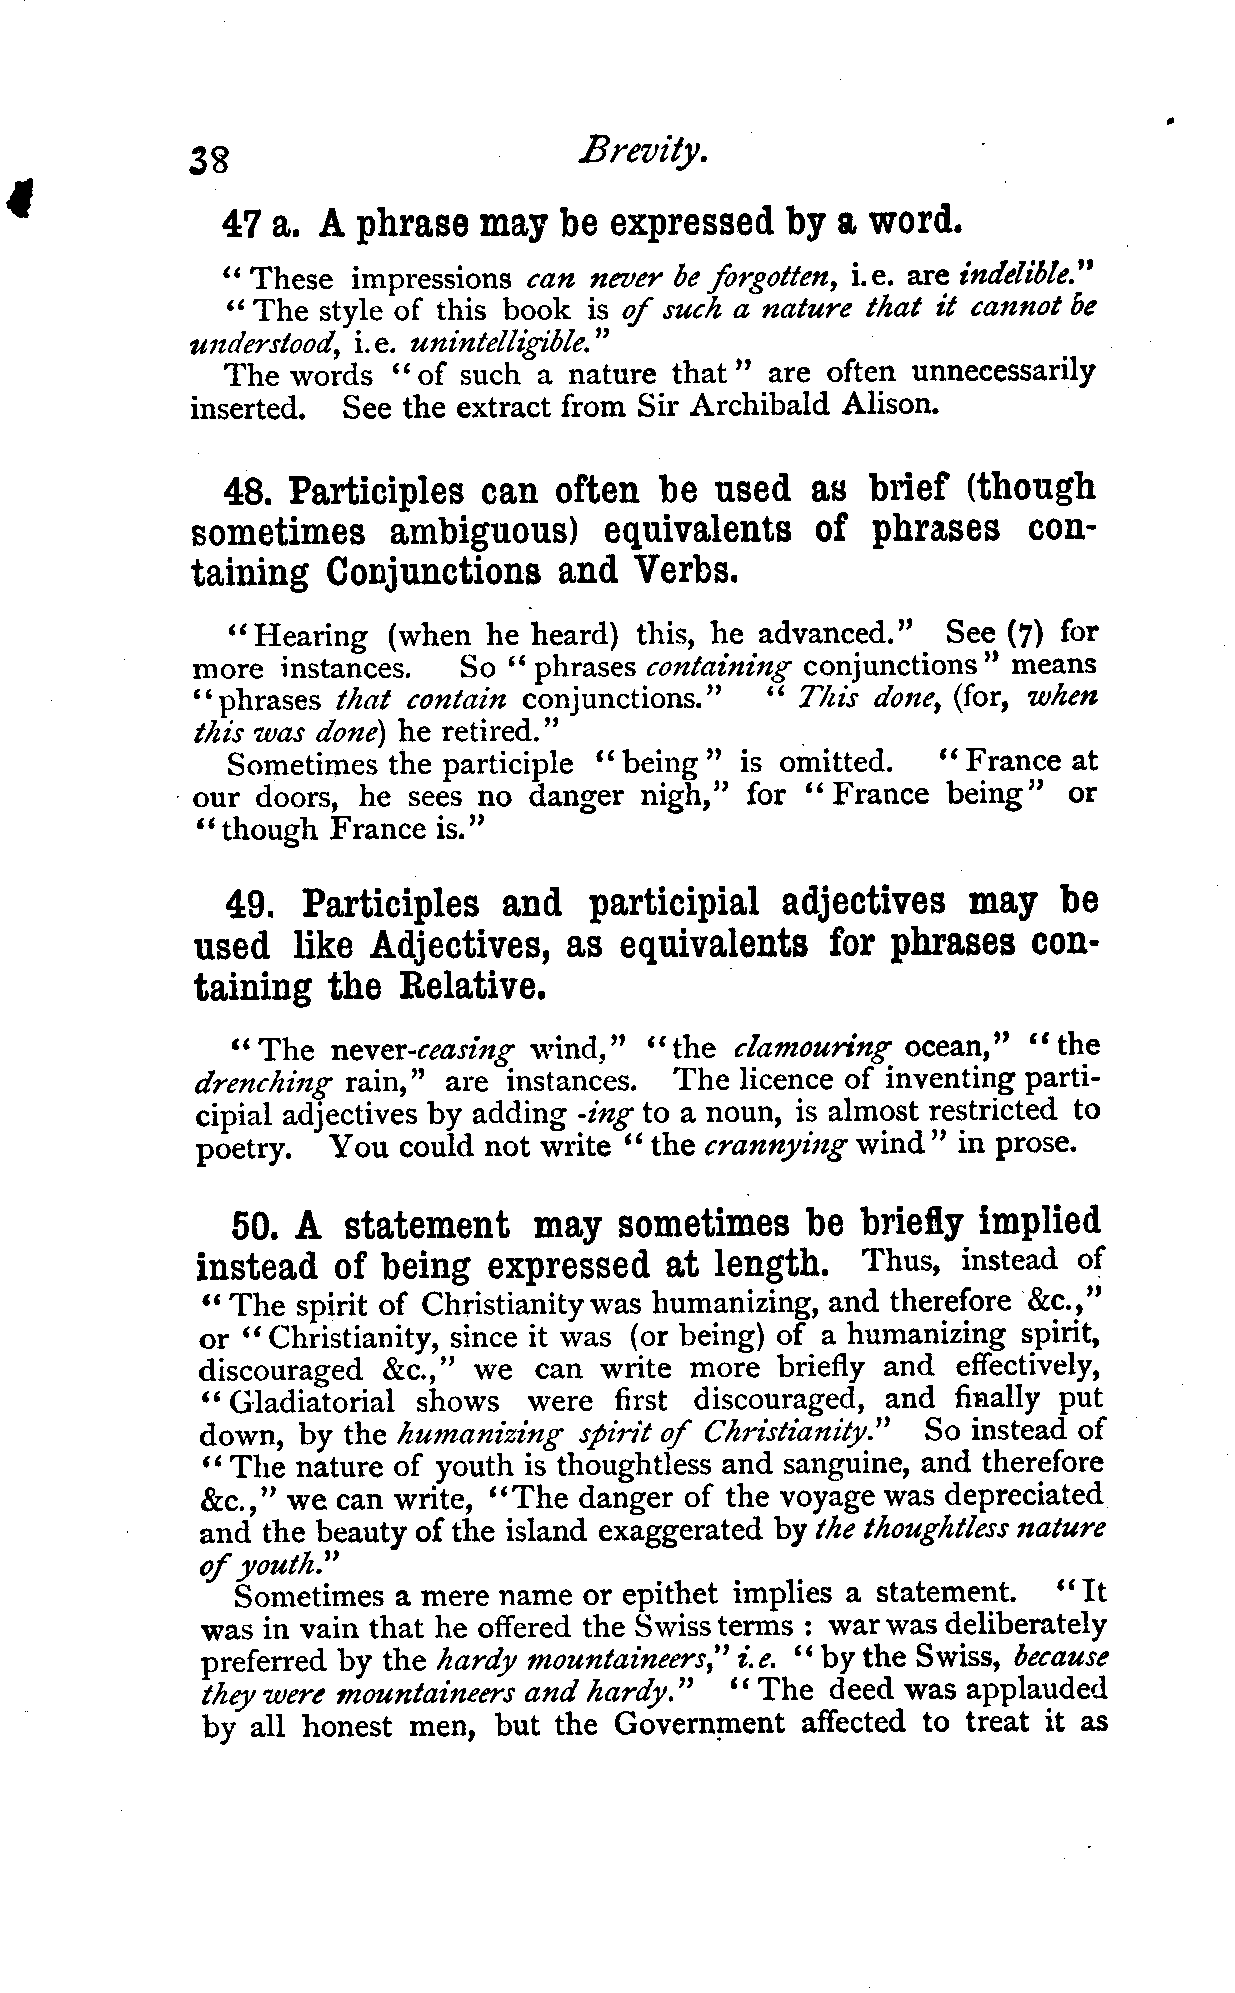 38 Brevity.
47 a. A phrase may be expressed by a word.
“These impressions can never be forgotten, i.e. are indelible.”
“The style of this book is of such a nature that it cannot be
understood, i.e. unintelligible.”
The words “of such a nature that” are often unnecessarily
inserted. See the extract from Sir Archibald Alison.
48. Participles can often be used as brief (though
sometimes ambiguous) equivalents of phrases con-
taining Conjunctions and Verbs.
“Hearing (when he heard) this, he advanced.” See (7) for
more instances. So “phrases containing conjunctions” means
“phrases that contain conjunctions.” “This done, (for, when
this was done) he retired.”
Sometimes the participle “being” is omitted. “France at
our doors, he sees no danger nigh,” for “France being” or
“though France is.”
49. Participles and participial adjectives may be
used like Adjectives, as equivalents for phrases con-
taining the Relative.
“The never-ceasing wind,” “the clamouring ocean,” “the
drenching rain,” are instances. The licence of inventing parti-
cipial adjectives by adding -ing to a noun, is almost restricted to
poetry. You could not write “the crannying wind” in prose.
50. A statement may sometimes be briefly implied
instead of being expressed at length. Thus, instead of
“The spirit of Christianity was humanizing, and therefore &c.,”
or “Christianity, since it was (or being) of a humanizing spirit,
discouraged &c.,” we can write more briefly and effectively,
“Gladiatorial shows were first discouraged, and finally put
down, by the humanizing spirit of Christianity.” So instead of
“The nature of youth is thoughtless and sanguine, and therefore
&c.,” we can write, “The danger of the voyage was depreciated
and the beauty of the island exaggerated by the thoughtless nature
of youth.”
Sometimes a mere name or epithet implies a statement. “It
was in vain that he offered the Swiss terms : war was deliberately
preferred by the hardy mountaineers,” i.e. “by the Swiss, because
they were mountaineers and hardy.” “The deed was applauded
by all honest men, but the Government affected to treat it as